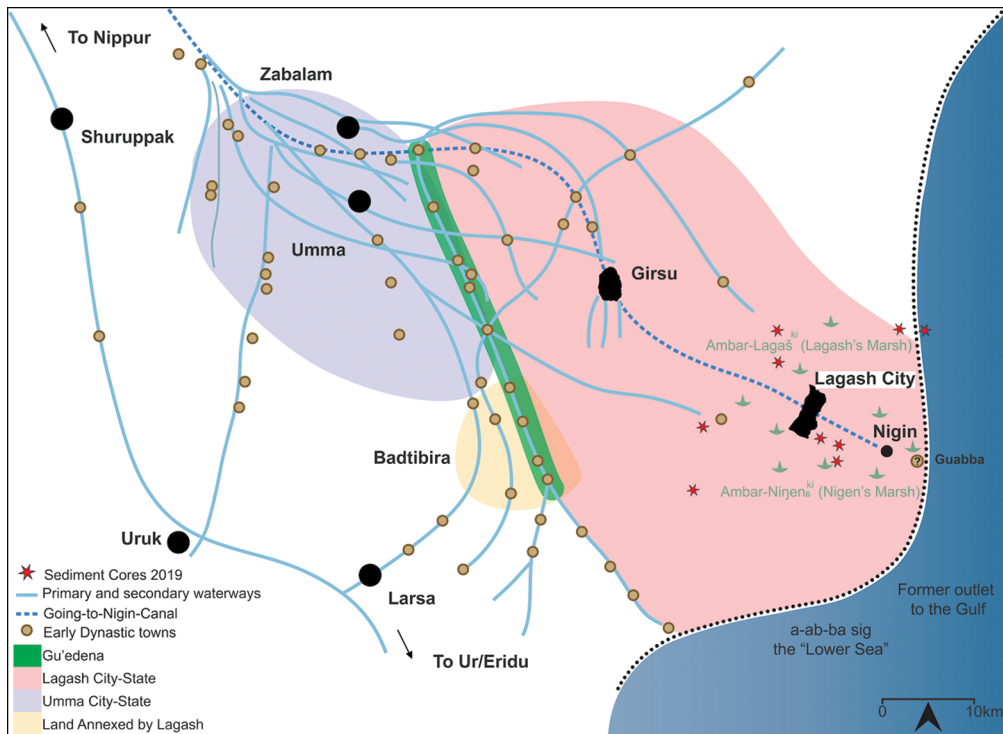 To Nippur
Zabalam
Shuruppak
Umma
Girsu
Ambar-Lagaš ki (Lagash's Marsh)
Lagash City
Nigin
Guabba
?
Badtibira
Ambar-Niŋen₆ ki (Nigen's Marsh)
Uruk
Larsa
To Ur/Eridu
Former outlet
to the Gulf
a-ab-ba sig
the "Lower Sea"
Sediment Cores 2019
Primary and secondary waterways
Going-to-Nigin-Canal
Early Dynastic towns
Gu'edena
Lagash City-State
Umma City-State
Land Annexed by Lagash
0 10km